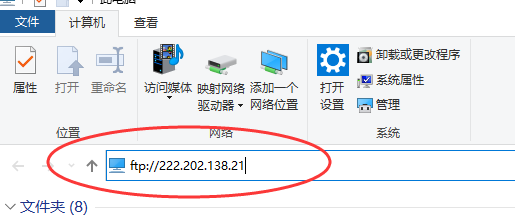 此电脑
文件 计算机 查看
属性 打开 重命名 访问媒体 映射网络驱动器 添加一个网络位置 打开设置 卸载或更改程序
系统属性
管理
位置 网络 系统
ftp://222.202.138.21
文件夹 (8)